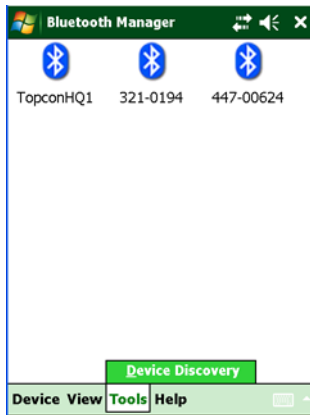 Bluetooth Manager
TopconHQ1 321-0194 447-00624
Device Discovery
Device View Tools Help